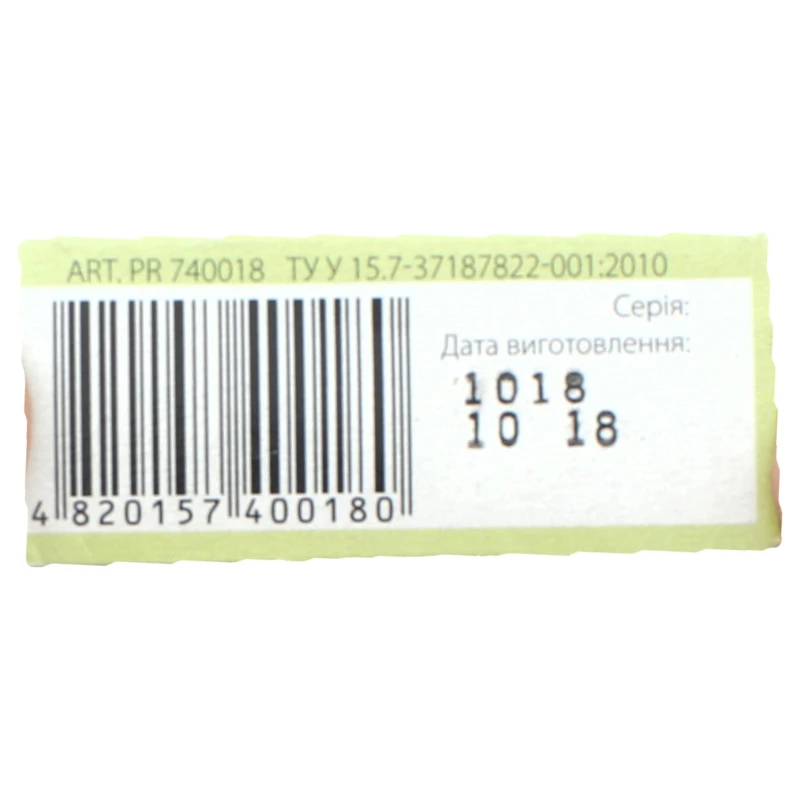 ART. PR 740018 ТУ У 15.7-37187822-001:2010
Серія:
Дата виготовлення:
1018
10 18
4 820157 400180